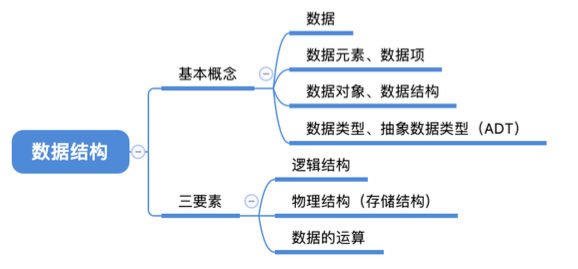 数据结构
基本概念
数据
数据元素、数据项
数据对象、数据结构
数据类型、抽象数据类型（ADT）
三要素
逻辑结构
物理结构（存储结构）
数据的运算